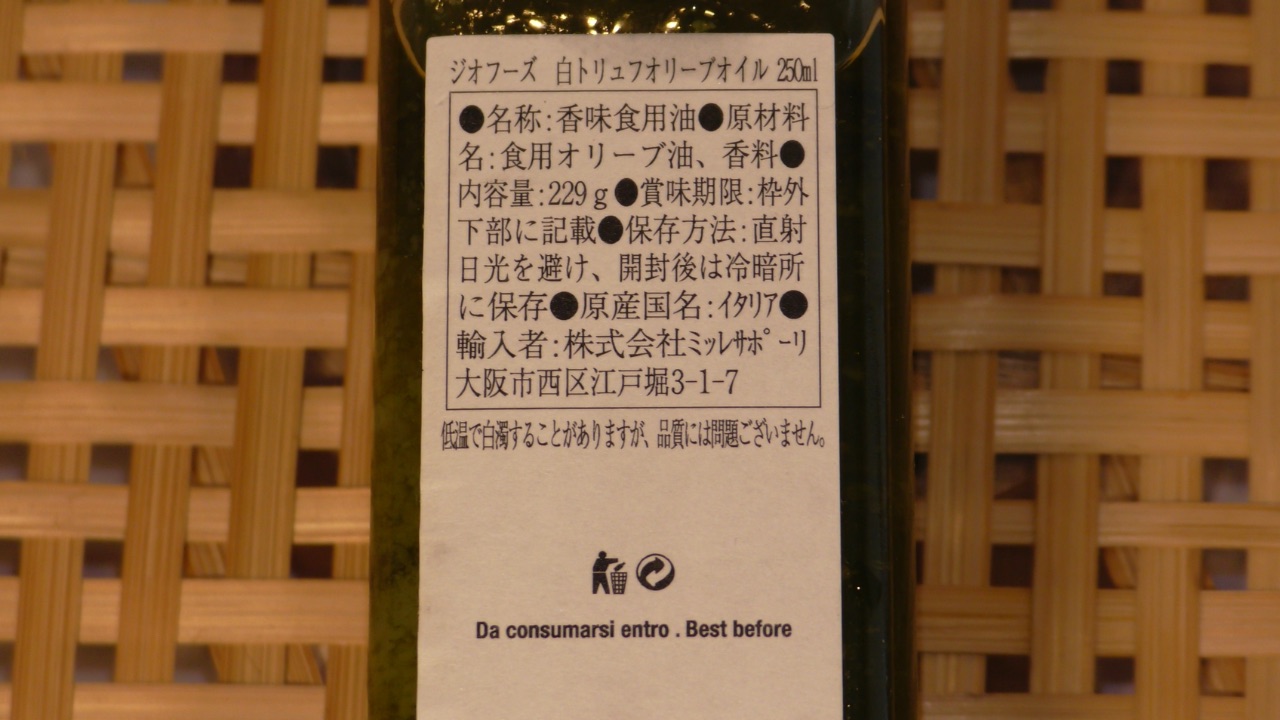 ジオフーズ 白トリュフオリーブオイル 250ml
●名称:香味食用油●原材料
名:食用オリーブ油、香料●
内容量:229ｇ●賞味期限:枠外
下部に記載●保存方法:直射
日光を避け、開封後は冷暗所
に保存●原産国名:ｲﾀﾘｱ●
輸入者:株式会社ﾐｯﾚｻﾎﾟｰﾘ
大阪市西区江戸堀3-1-7
低温で白濁することがありますが、品質には問題ございません。
Da consumarsi entro . Best before